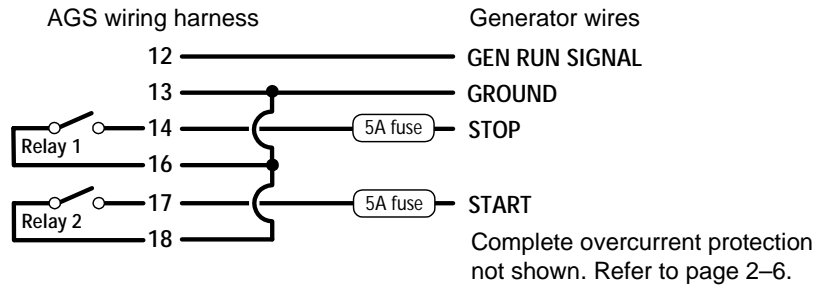 AGS wiring harness
Generator wires
12
GEN RUN SIGNAL
13
GROUND
14
5A fuse
STOP
Relay 1
16
17
5A fuse
START
Relay 2
18
Complete overcurrent protection
not shown. Refer to page 2–6.